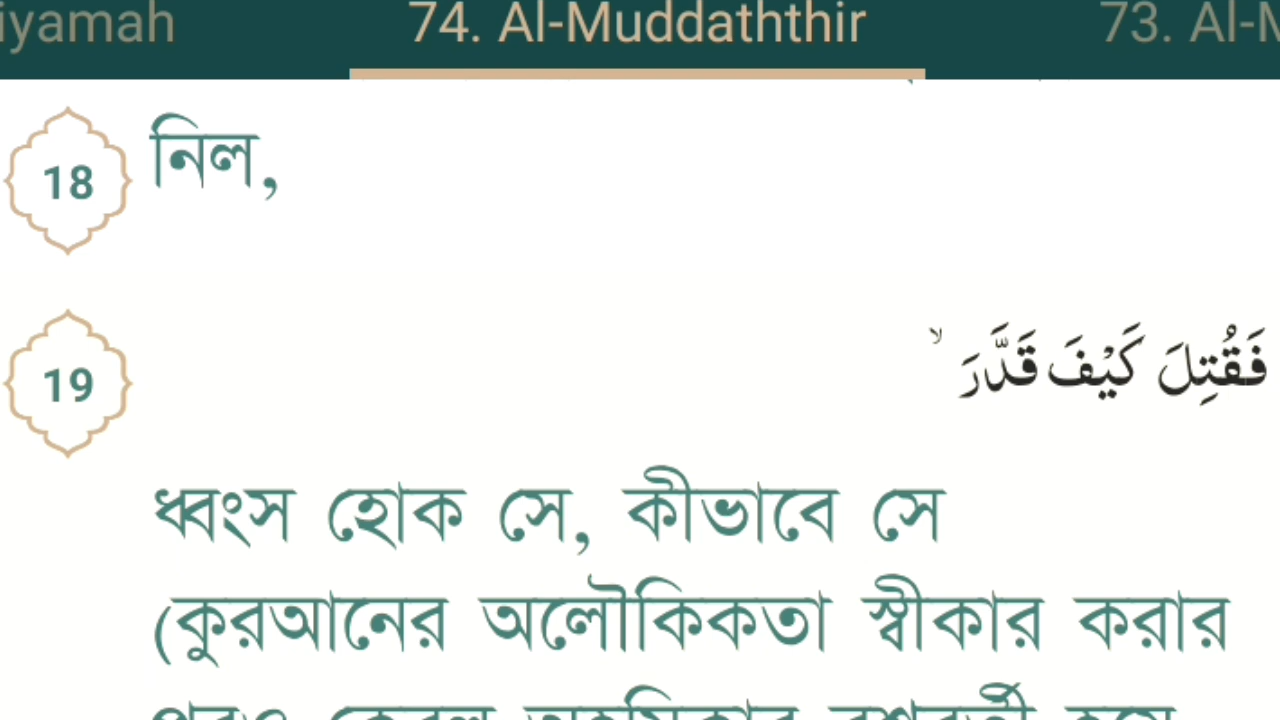 iyamah 74. Al-Muddaththir 73. Al-M
18 নিল,
19 فَقُتِلَ كَيْفَ قَدَّرَ ۙ
ধ্বংস হোক সে, কীভাবে সে
(কুরআনের অলৌকিকতা স্বীকার করার